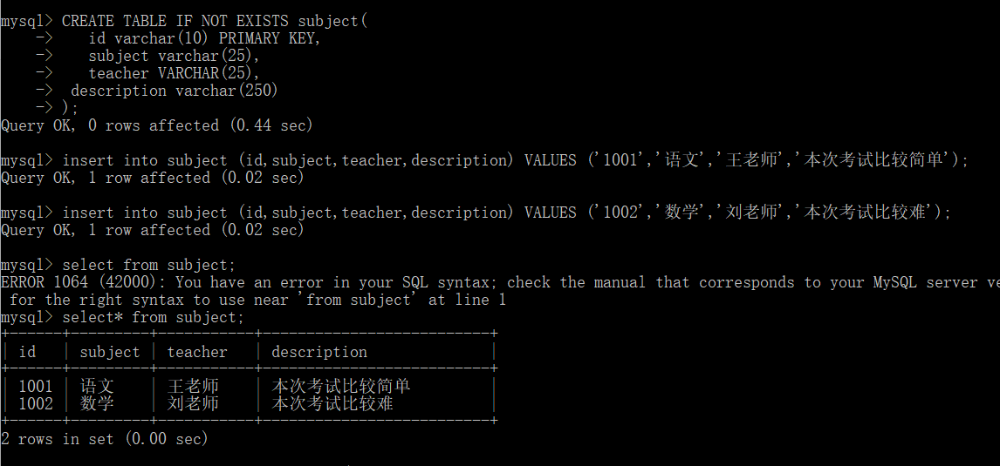 mysql> CREATE TABLE IF NOT EXISTS subject(
    ->    id varchar(10) PRIMARY KEY,
    ->    subject varchar(25),
    ->    teacher VARCHAR(25),
    ->  description varchar(250)
    -> );
Query OK, 0 rows affected (0.44 sec)
mysql> insert into subject (id,subject,teacher,description) VALUES ('1001','语文','王老师','本次考试比较简单');
Query OK, 1 row affected (0.02 sec)
mysql> insert into subject (id,subject,teacher,description) VALUES ('1002','数学','刘老师','本次考试比较难');
Query OK, 1 row affected (0.02 sec)
mysql> select from subject;
ERROR 1064 (42000): You have an error in your SQL syntax; check the manual that corresponds to your MySQL server ve
 for the right syntax to use near 'from subject' at line 1
mysql> select* from subject;
+------+---------+-----------+--------------------------+
| id   | subject | teacher   | description              |
+------+---------+-----------+--------------------------+
| 1001 | 语文    | 王老师    | 本次考试比较简单         |
| 1002 | 数学    | 刘老师    | 本次考试比较难           |
+------+---------+-----------+--------------------------+
2 rows in set (0.00 sec)